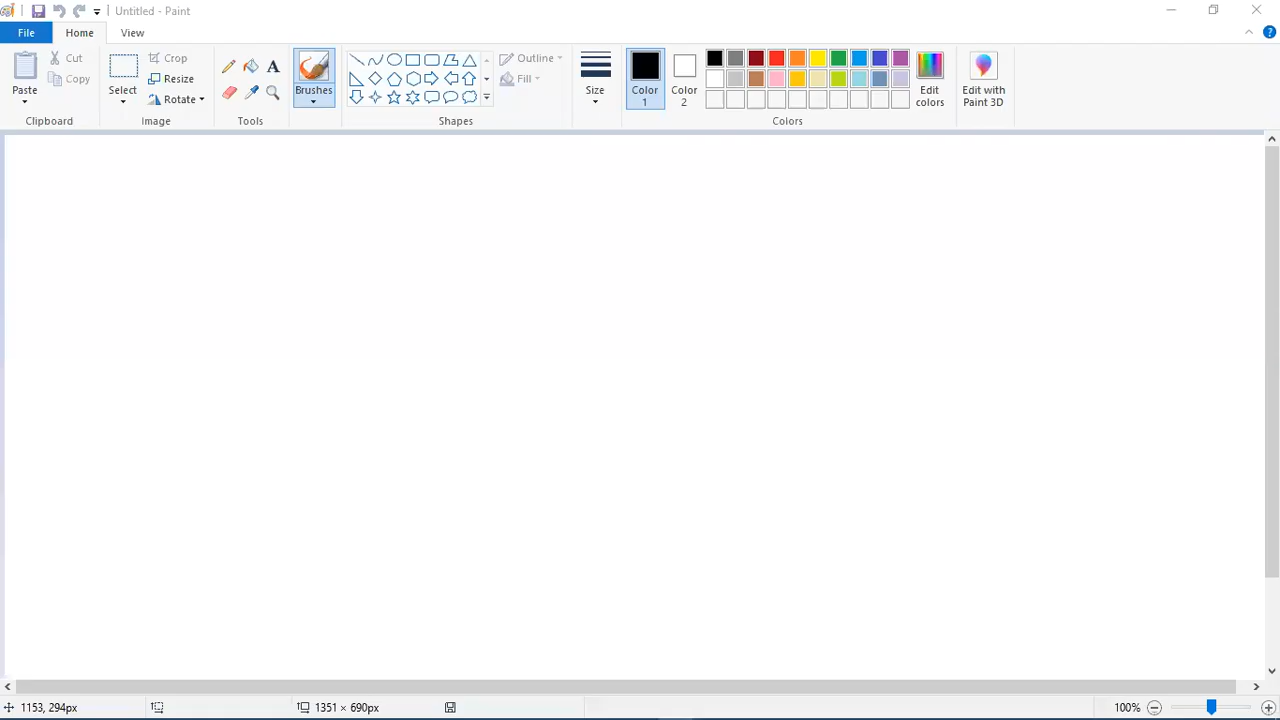 Untitled - Paint
File Home View
Paste
Cut
Copy
Clipboard
Select
Crop
Resize
Rotate
Image
A
Tools
Brushes
Shapes
Outline
Fill
Size
Color 1
Color 2
Colors
Edit colors
Edit with Paint 3D
1153, 294px
1351 × 690px
100%